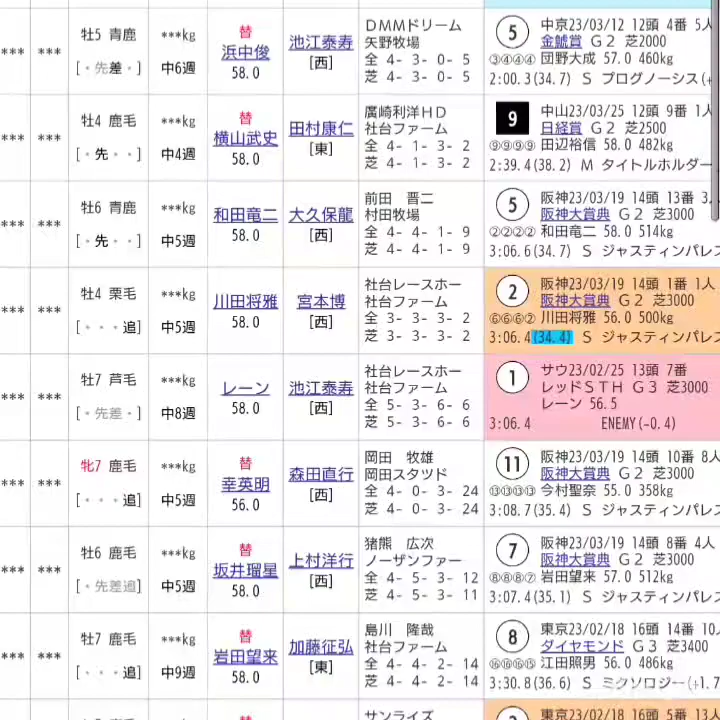 *** *** 牡5 青鹿 ***kg 替 池江泰寿 DMMドリーム 5 中京23/03/12 12頭 4番 5人
[・先差・] 中6週 浜中俊 [西] 矢野牧場 金鯱賞 G2 芝2000
58.0 全 4- 3- 0- 5 ③④④④ 団野大成 57.0 460kg
芝 4- 3- 0- 5 2:00.3(34.7) S プログノーシス(+
*** *** 牡4 鹿毛 ***kg 替 田村康仁 廣崎利洋HD 9 中山23/03/25 12頭 9番 1人
[・先・・] 中4週 横山武史 [東] 社台ファーム 日経賞 G2 芝2500
58.0 全 4- 1- 3- 2 ⑨⑨⑨⑨ 田辺裕信 58.0 482kg
芝 4- 1- 3- 2 2:39.4(38.2) M タイトルホルダー
*** *** 牡6 青鹿 ***kg 和田竜二 大久保龍 前田 晋二 5 阪神23/03/19 14頭 13番 3
[・先・・] 中5週 58.0 [西] 村田牧場 阪神大賞典 G2 芝3000
全 4- 4- 1- 9 ②②②② 和田竜二 58.0 514kg
芝 4- 4- 1- 9 3:06.6(34.7) S ジャスティンパレス
*** *** 牡4 栗毛 ***kg 川田将雅 宮本博 社台レースホー 2 阪神23/03/19 14頭 1番 1人
[・・・追] 中5週 58.0 [西] 社台ファーム 阪神大賞典 G2 芝3000
全 3- 3- 3- 2 ⑥⑥⑥② 川田将雅 56.0 500kg
芝 3- 3- 3- 2 3:06.4(34.4) S ジャスティンパレス
*** *** 牡7 芦毛 ***kg レーン 池江泰寿 社台レースホー 1 サウ23/02/25 13頭 7番
[・先差・] 中8週 58.0 [西] 社台ファーム レッドSTH G3 芝3000
全 5- 3- 6- 6 レーン 56.5
芝 5- 3- 6- 6 3:06.4 ENEMY(-0.4)
*** *** 牝7 鹿毛 ***kg 替 森田直行 岡田 牧雄 11 阪神23/03/19 14頭 10番 8人
[・・・追] 中5週 幸英明 [西] 岡田スタツド 阪神大賞典 G2 芝3000
56.0 全 4- 0- 3- 24 ⑬⑬⑬⑬ 今村聖奈 55.0 358kg
芝 4- 0- 3- 24 3:08.7(35.4) S ジャスティンパレス
*** *** 牡6 鹿毛 ***kg 替 上村洋行 猪熊 広次 7 阪神23/03/19 14頭 8番 4人
[・先差追] 中5週 坂井瑠星 [西] ノーザンファー 阪神大賞典 G2 芝3000
58.0 全 4- 5- 3- 12 ⑧⑧⑧⑦ 岩田望来 57.0 512kg
芝 4- 5- 3- 11 3:07.4(35.1) S ジャスティンパレス
*** *** 牡7 鹿毛 ***kg 替 加藤征弘 島川 隆哉 8 東京23/02/18 16頭 14番 10
[・・・追] 中9週 岩田望来 [東] 社台ファーム ダイヤモンド G3 芝3400
58.0 全 4- 4- 2- 14 ⑯⑯⑯⑮ 江田照男 56.0 486kg
芝 4- 4- 2- 14 3:30.8(36.6) S ミクソロジー(+1.7
替 サンライズ 東京23/02/18 16頭 5番 13人